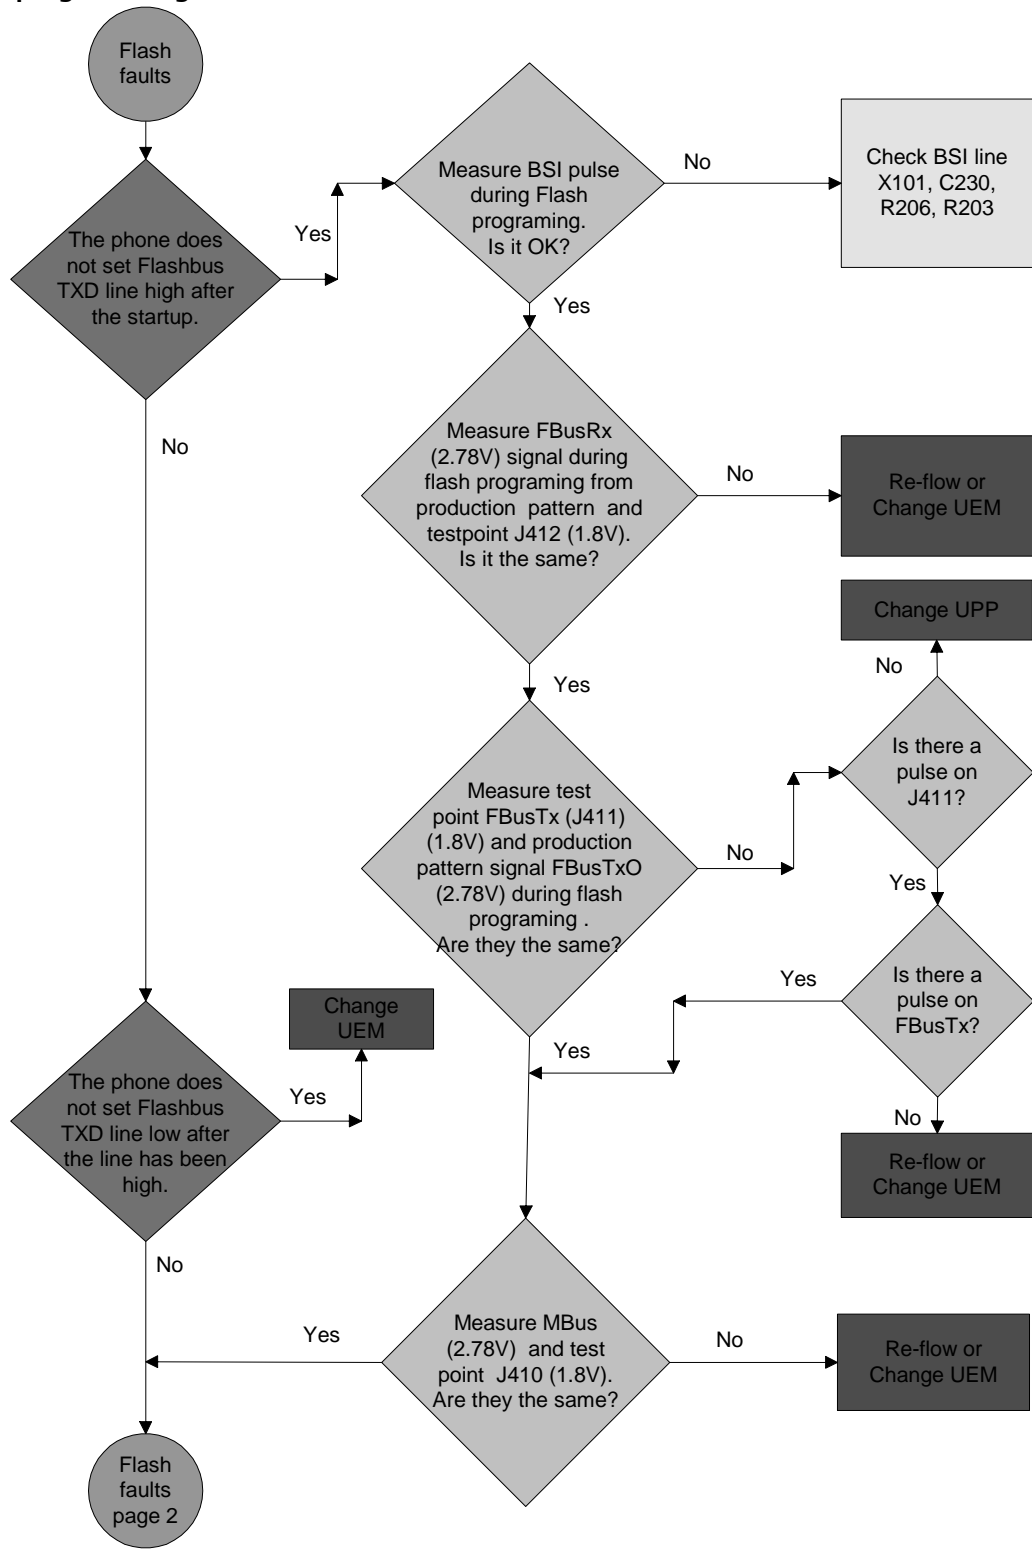 Flash
faults
The phone does
not set Flashbus
TXD line high after
the startup.
Yes
Measure BSI pulse
during Flash
programing.
Is it OK?
No
Check BSI line
X101, C230,
R206, R203
Yes
No
Measure FBusRx
(2.78V) signal during
flash programing from
production pattern and
testpoint J412 (1.8V).
Is it the same?
No
Re-flow or
Change UEM
Change UPP
No
Yes
Is there a
pulse on
J411?
Measure test
point FBusTx (J411)
(1.8V) and production
pattern signal FBusTxO
(2.78V) during flash
programing .
Are they the same?
No
Yes
Is there a
pulse on
FBusTx?
Yes
Yes
No
Re-flow or
Change UEM
Change
UEM
The phone does
not set Flashbus
TXD line low after
the line has been
high.
Yes
No
Measure MBus
(2.78V) and test
point J410 (1.8V).
Are they the same?
Yes
No
Re-flow or
Change UEM
Flash
faults
page 2